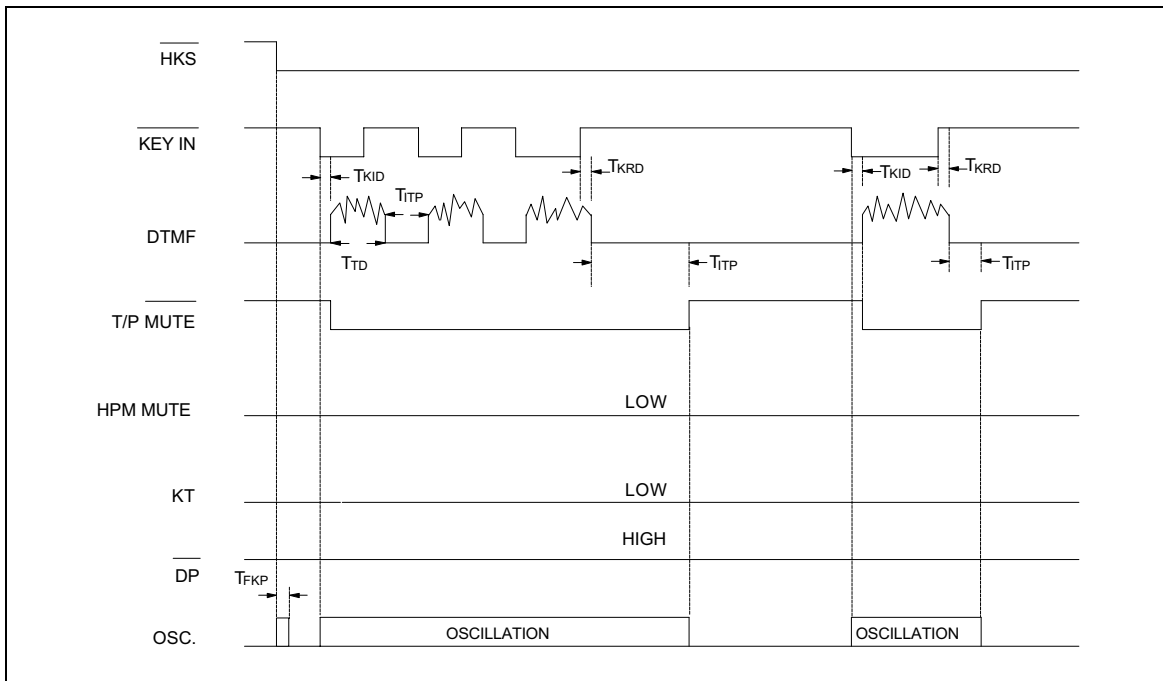 HKS
KEY IN
TKID
TITP
TKRD
TKID
TKRD
DTMF
TTD
TITP
TITP
T/P MUTE
HPM MUTE
LOW
KT
LOW
HIGH
DP
TFKP
OSC.
OSCILLATION
OSCILLATION